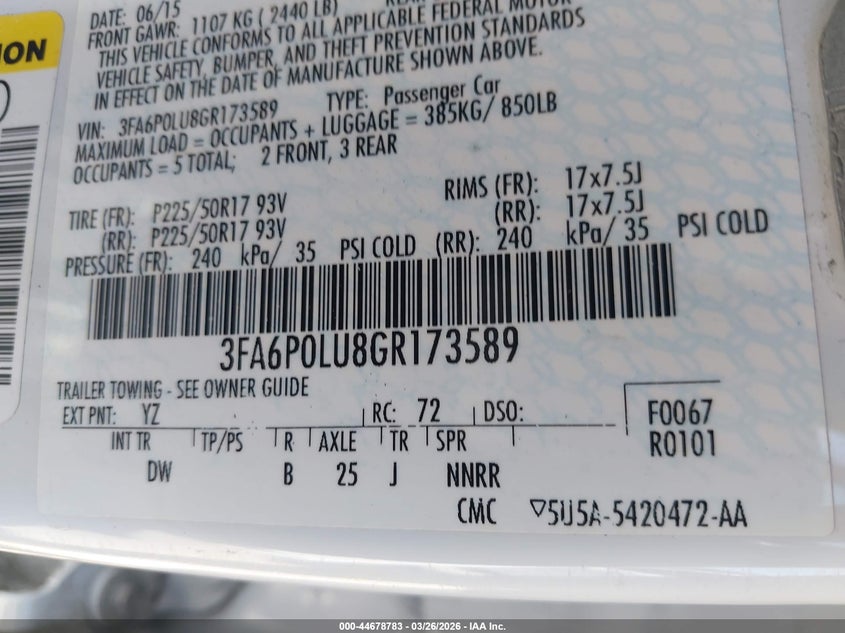 DATE: 06/15
FRONT GAWR: 1107 KG ( 2440 LB)
THIS VEHICLE CONFORMS TO ALL APPLICABLE FEDERAL MOTOR
VEHICLE SAFETY, BUMPER, AND THEFT PREVENTION STANDARDS
IN EFFECT ON THE DATE OF MANUFACTURE SHOWN ABOVE.
VIN: 3FA6P0LU8GR173589 TYPE: Passenger Car
MAXIMUM LOAD = OCCUPANTS + LUGGAGE = 385KG/ 850LB
OCCUPANTS = 5 TOTAL; 2 FRONT, 3 REAR
TIRE (FR): P225/50R17 93V RIMS (FR): 17x7.5J
(RR): P225/50R17 93V (RR): 17x7.5J
PRESSURE (FR): 240 kPa/ 35 PSI COLD (RR): 240 kPa/ 35 PSI COLD
3FA6P0LU8GR173589
TRAILER TOWING - SEE OWNER GUIDE
EXT PNT: YZ RC: 72 DSO: F0067
INT TR TP/PS R AXLE TR SPR R0101
DW B 25 J NNRR
CMC ▽5U5A-5420472-AA
000-44678783 — 03/26/2026 — IAA Inc.